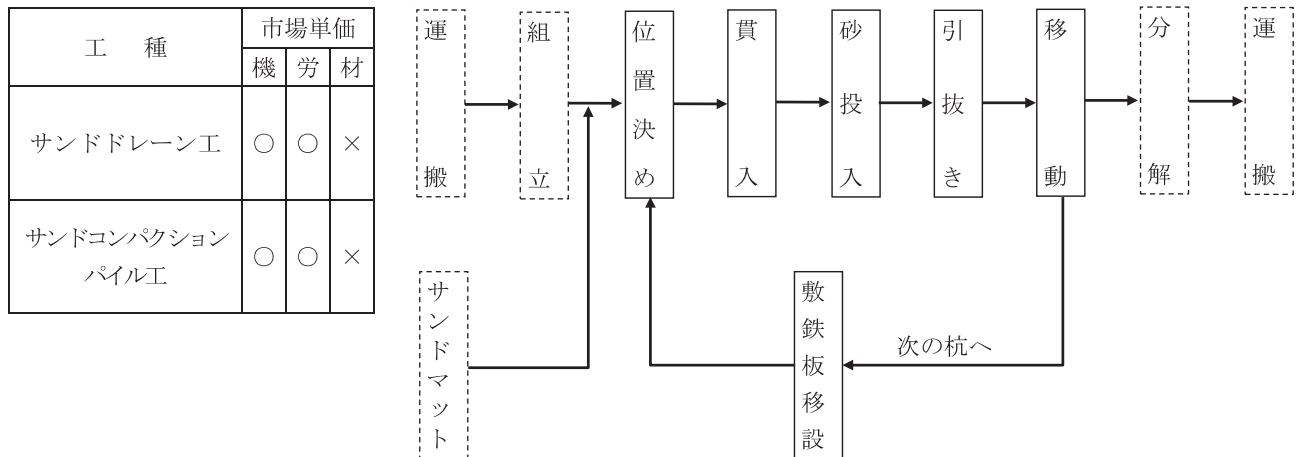 工種
市場単価
機 労 材
サンドドレーン工 ○ ○ ×
サンドコンパクション
パイル工
○ ○ ×
運搬
組立
位置決め
貫入
砂投入
引抜き
移動
分解
運搬
サンドマット
敷鉄板移設
次の杭へ